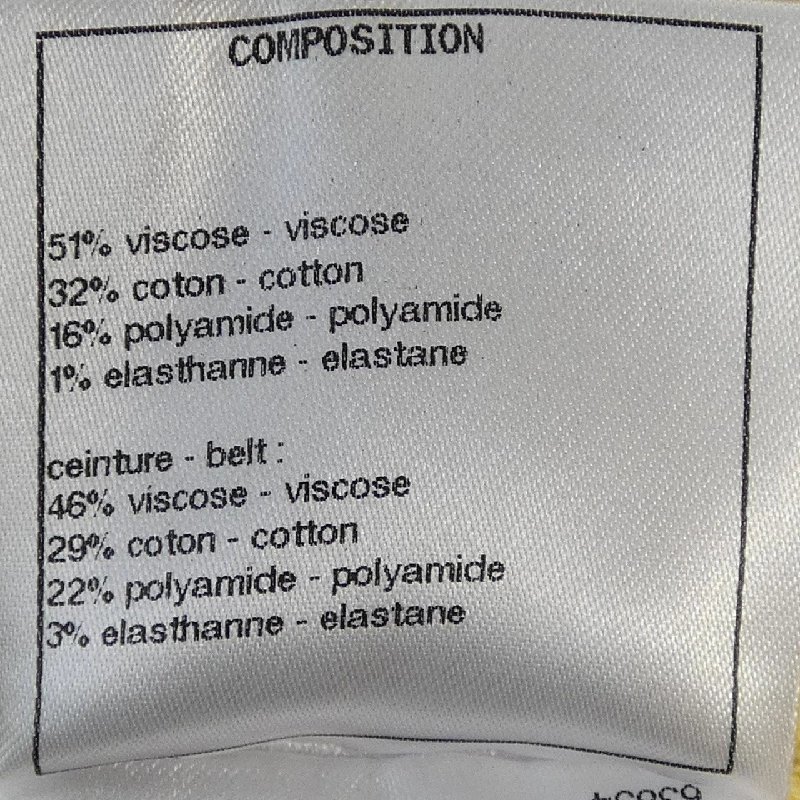 COMPOSITION
51% viscose - viscose
32% coton - cotton
16% polyamide - polyamide
1% elasthanne - elastane
ceinture - belt :
46% viscose - viscose
29% coton - cotton
22% polyamide - polyamide
3% elasthanne - elastane